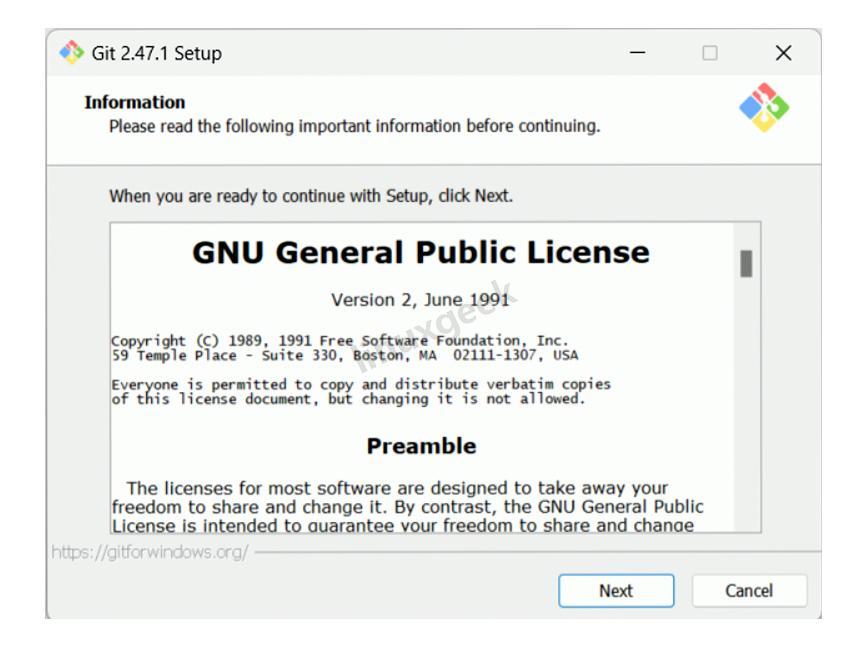 Git 2.47.1 Setup
Information
Please read the following important information before continuing.
When you are ready to continue with Setup, click Next.
GNU General Public License
Version 2, June 1991
linuxgeek
Copyright (C) 1989, 1991 Free Software Foundation, Inc.
59 Temple Place - Suite 330, Boston, MA  02111-1307, USA
Everyone is permitted to copy and distribute verbatim copies
of this license document, but changing it is not allowed.
Preamble
The licenses for most software are designed to take away your
freedom to share and change it. By contrast, the GNU General Public
License is intended to guarantee your freedom to share and change
https://gitforwindows.org/
Next
Cancel